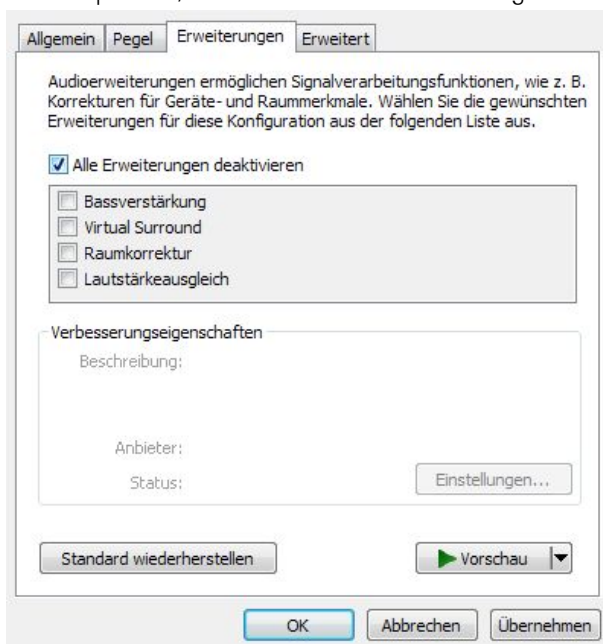 Allgemein Pegel Erweiterungen Erweitert
Audioerweiterungen ermöglichen Signalverarbeitungsfunktionen, wie z. B.
Korrekturen für Geräte- und Raummerkmale. Wählen Sie die gewünschten
Erweiterungen für diese Konfiguration aus der folgenden Liste aus.
Alle Erweiterungen deaktivieren
Bassverstärkung
Virtual Surround
Raumkorrektur
Lautstärkeausgleich
Verbesserungseigenschaften
Beschreibung:
Anbieter:
Status:
Einstellungen...
Standard wiederherstellen
Vorschau
OK Abbrechen Übernehmen